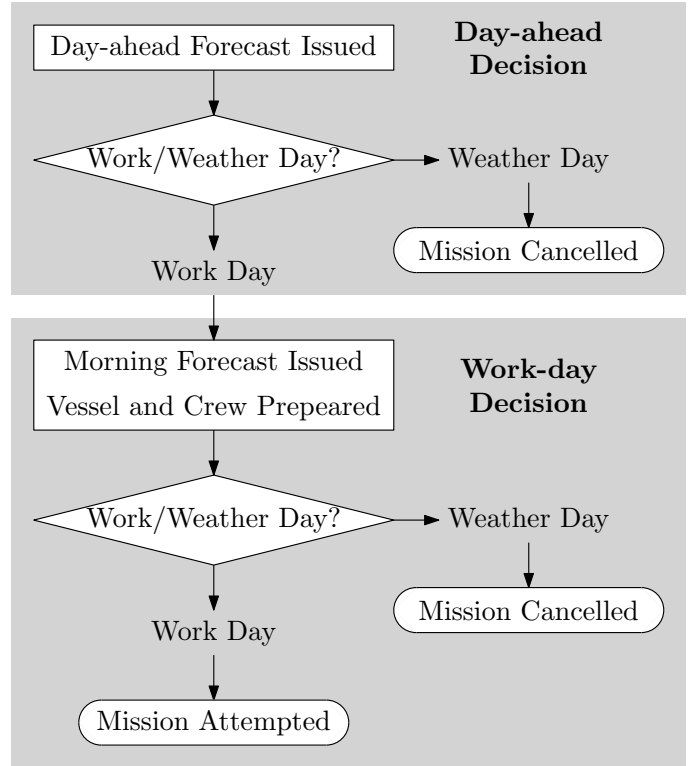 Day-ahead Forecast Issued
Day-ahead
Decision
Work/Weather Day?
Weather Day
Mission Cancelled
Work Day
Morning Forecast Issued
Vessel and Crew Prepeared
Work-day
Decision
Work/Weather Day?
Weather Day
Mission Cancelled
Work Day
Mission Attempted